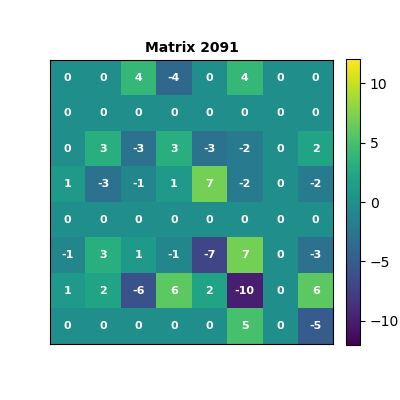 Matrix 2091
0 0 4 -4 0 4 0 0
0 0 0 0 0 0 0 0
0 3 -3 3 -3 -2 0 2
1 -3 -1 1 7 -2 0 -2
0 0 0 0 0 0 0 0
-1 3 1 -1 -7 7 0 -3
1 2 -6 6 2 -10 0 6
0 0 0 0 0 5 0 -5
10
5
0
−5
−10